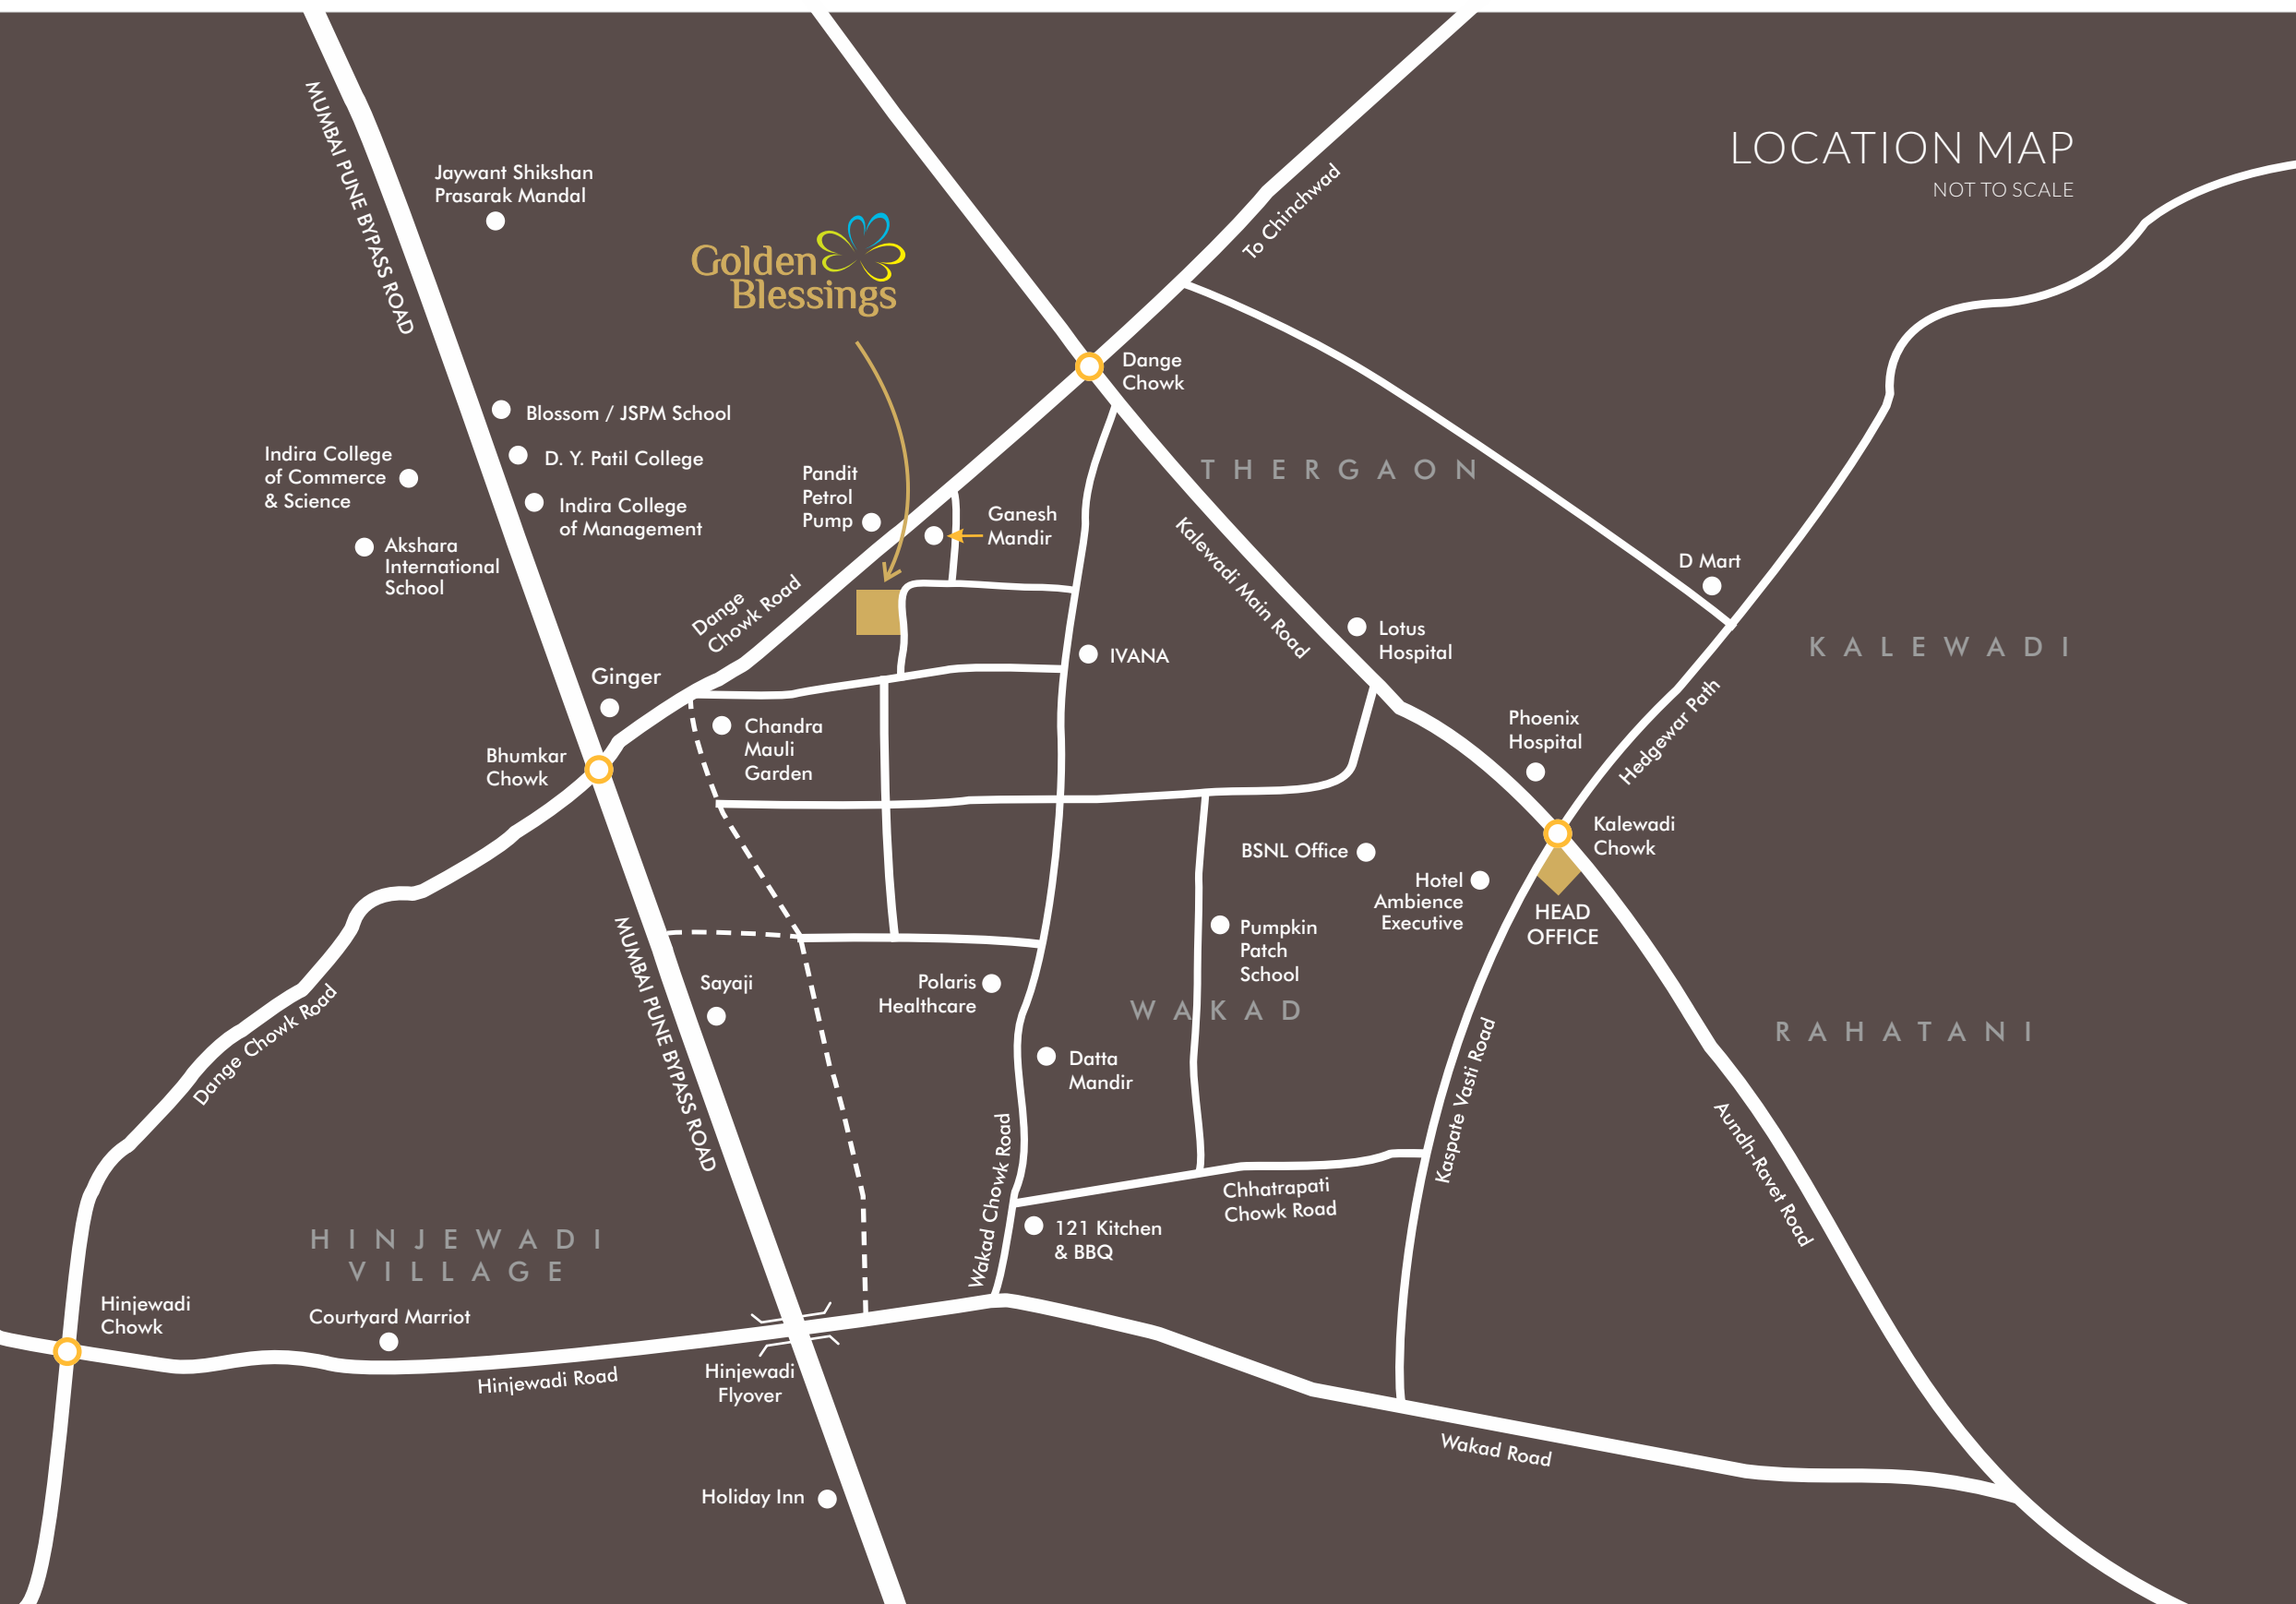 LOCATION MAP
NOT TO SCALE
MUMBAI PUNE BYPASS ROAD
Jaywant Shikshan
Prasarak Mandal
To Chinchwad
Golden
Blessings
Dange
Chowk
Blossom / JSPM School
Indira College
of Commerce
& Science
D. Y. Patil College
Indira College
of Management
Akshara
International
School
Pandit
Petrol
Pump
Ganesh
Mandir
THERGAON
Kalewadi Main Road
D Mart
KALEWADI
Dange
Chowk Road
Lotus
Hospital
IVANA
Ginger
Hedgewar Path
Chandra
Mauli
Garden
Phoenix
Hospital
Bhumkar
Chowk
Kalewadi
Chowk
BSNL Office
Hotel
Ambience
Executive
HEAD
OFFICE
Pumpkin
Patch
School
MUMBAI PUNE BYPASS ROAD
Sayaji
Polaris
Healthcare
WAKAD
RAHATANI
Dange Chowk Road
Datta
Mandir
Kaspate Vasti Road
Aundh-Ravet Road
Wakad Chowk Road
Chhatrapati
Chowk Road
121 Kitchen
& BBQ
HINJEWADI
VILLAGE
Hinjewadi
Chowk
Courtyard Marriot
Hinjewadi Road
Hinjewadi
Flyover
Wakad Road
Holiday Inn